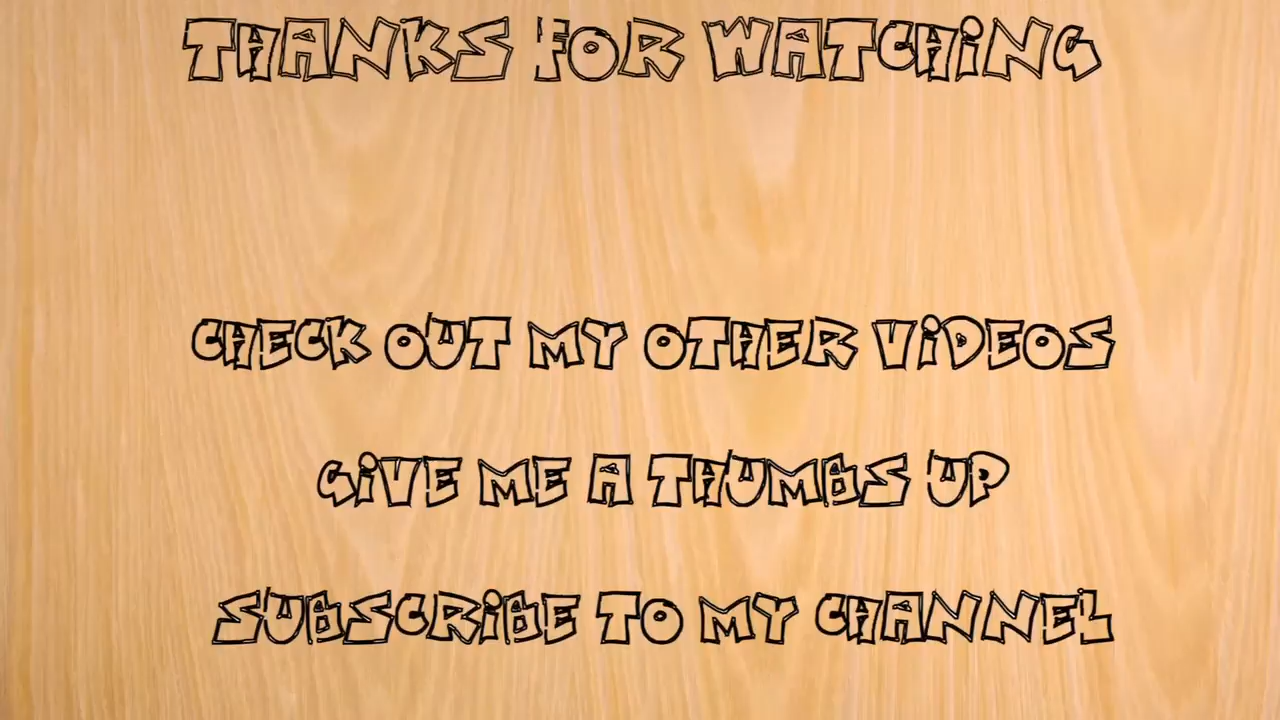 THANKS FOR WATCHING
CHECK OUT MY OTHER ViDEOS
GiVE ME A THUMBS UP
SUBSCRiBE TO MY CHANNEL